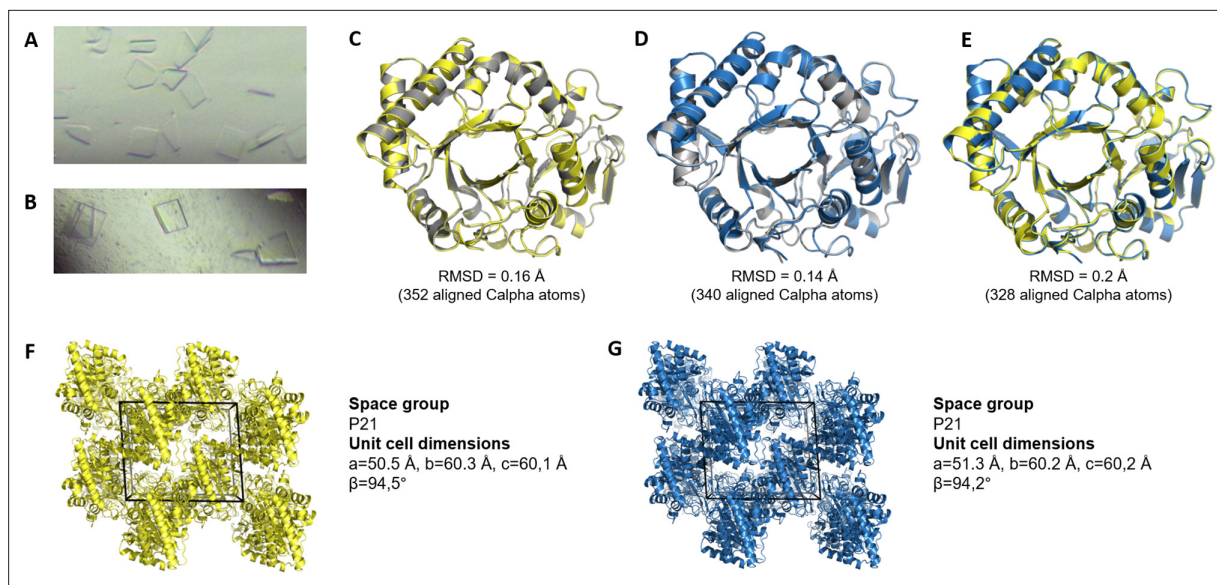 A
B
C
RMSD = 0.16 Å
(352 aligned Calpha atoms)
D
RMSD = 0.14 Å
(340 aligned Calpha atoms)
E
RMSD = 0.2 Å
(328 aligned Calpha atoms)
F
Space group
P21
Unit cell dimensions
a=50.5 Å, b=60.3 Å, c=60,1 Å
β=94,5°
G
Space group
P21
Unit cell dimensions
a=51.3 Å, b=60.2 Å, c=60,2 Å
β=94,2°